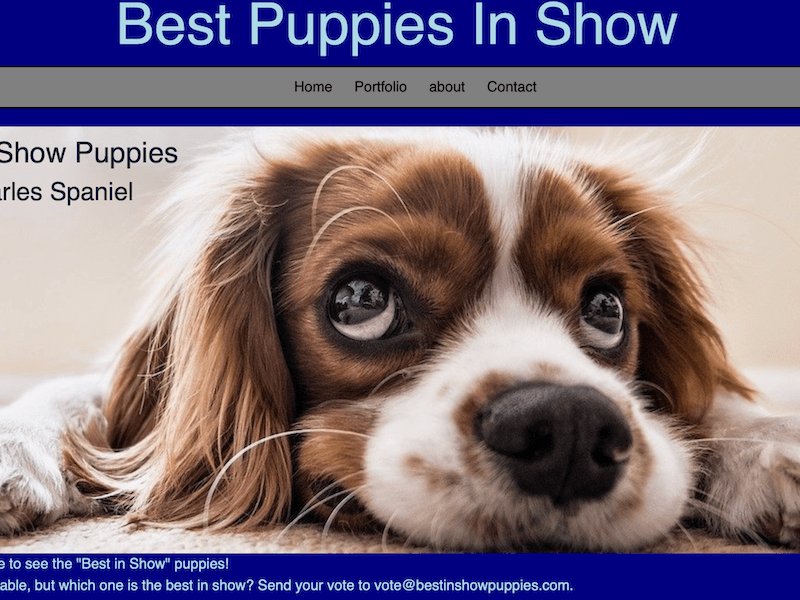 Best Puppies In Show
Home Portfolio about Contact
Show Puppies
rles Spaniel
e to see the "Best in Show" puppies!
able, but which one is the best in show? Send your vote to vote@bestinshowpuppies.com.